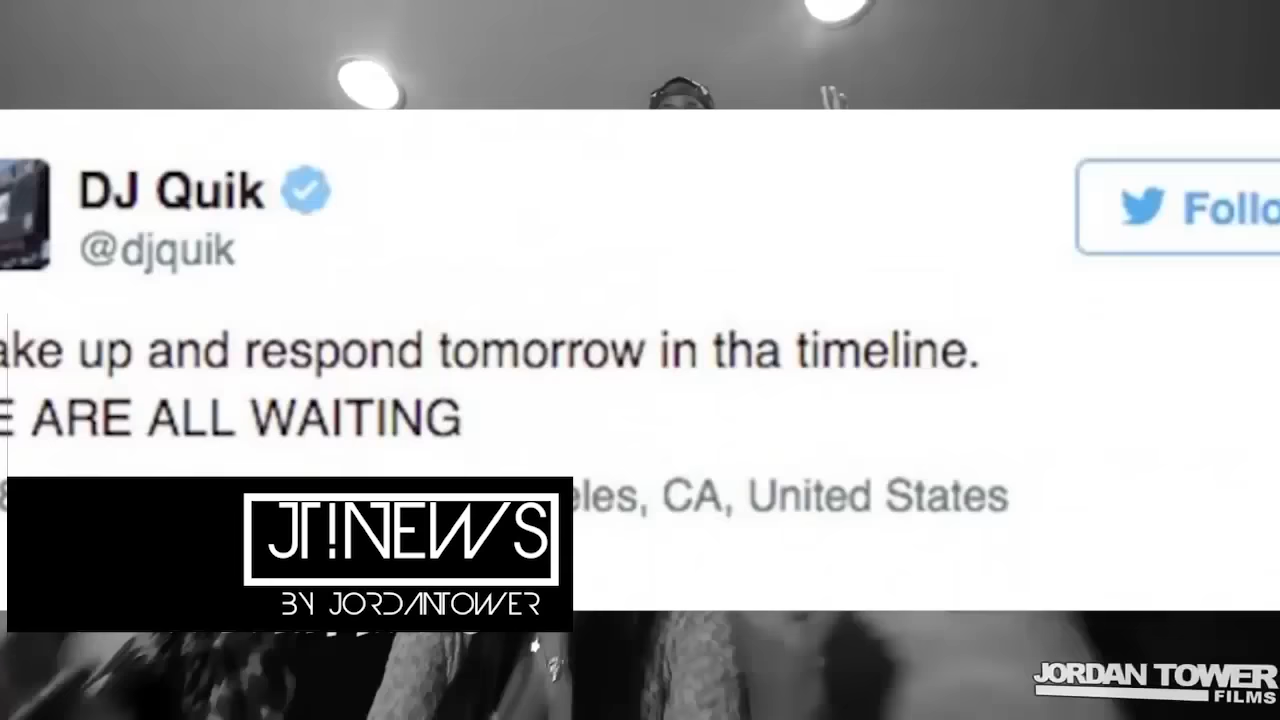 DJ Quik
@djquik
Follo
ake up and respond tomorrow in tha timeline.
E ARE ALL WAITING
eles, CA, United States
JT!NEWS
BY JORDANTOWER
JORDAN TOWER
FILMS